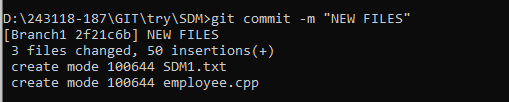 D:\243118-187\GIT\try\SDM>git commit -m "NEW FILES"
[Branch1 2f21c6b] NEW FILES
 3 files changed, 50 insertions(+)
 create mode 100644 SDM1.txt
 create mode 100644 employee.cpp